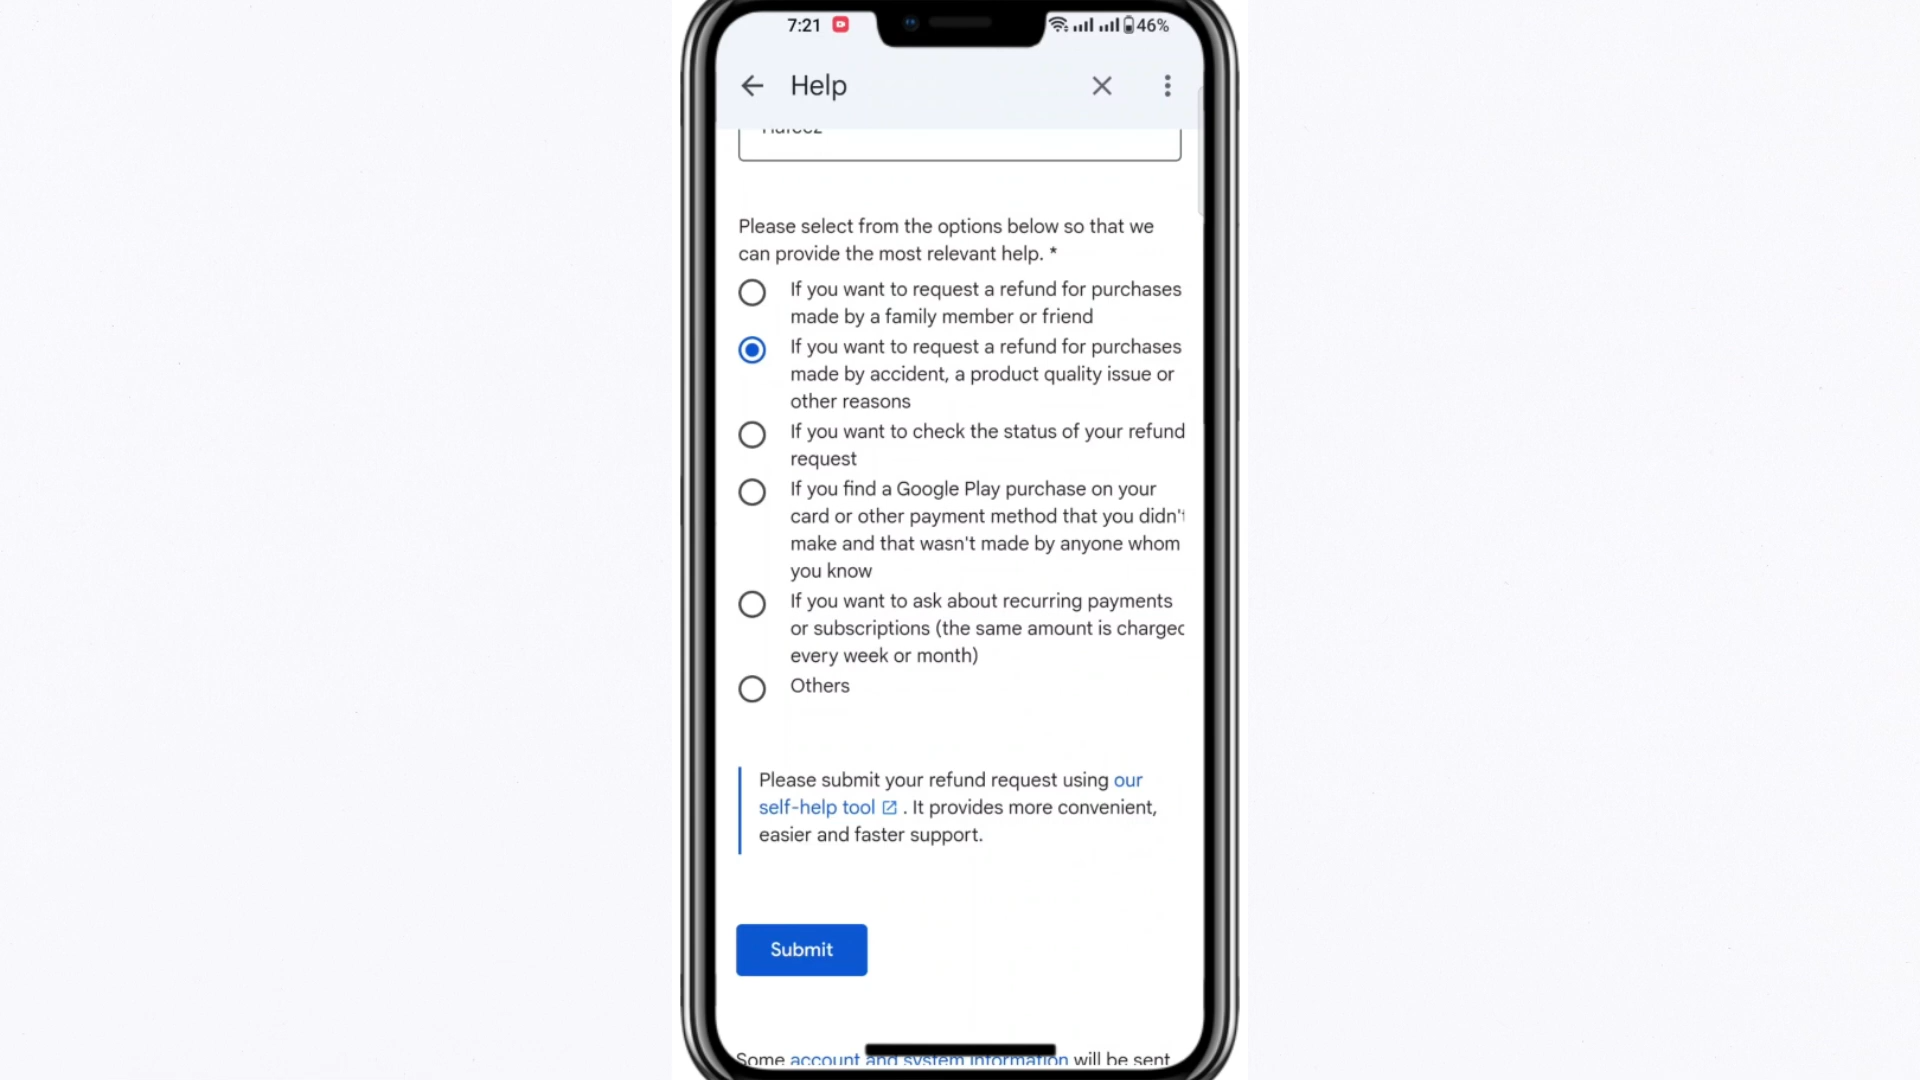 7:21
46%
Help
Please select from the options below so that we
can provide the most relevant help. *
If you want to request a refund for purchases
made by a family member or friend
If you want to request a refund for purchases
made by accident, a product quality issue or
other reasons
If you want to check the status of your refund
request
If you find a Google Play purchase on your
card or other payment method that you didn't
make and that wasn't made by anyone whom
you know
If you want to ask about recurring payments
or subscriptions (the same amount is charged
every week or month)
Others
Please submit your refund request using our
self-help tool . It provides more convenient,
easier and faster support.
Submit
Some account and system information will be sent